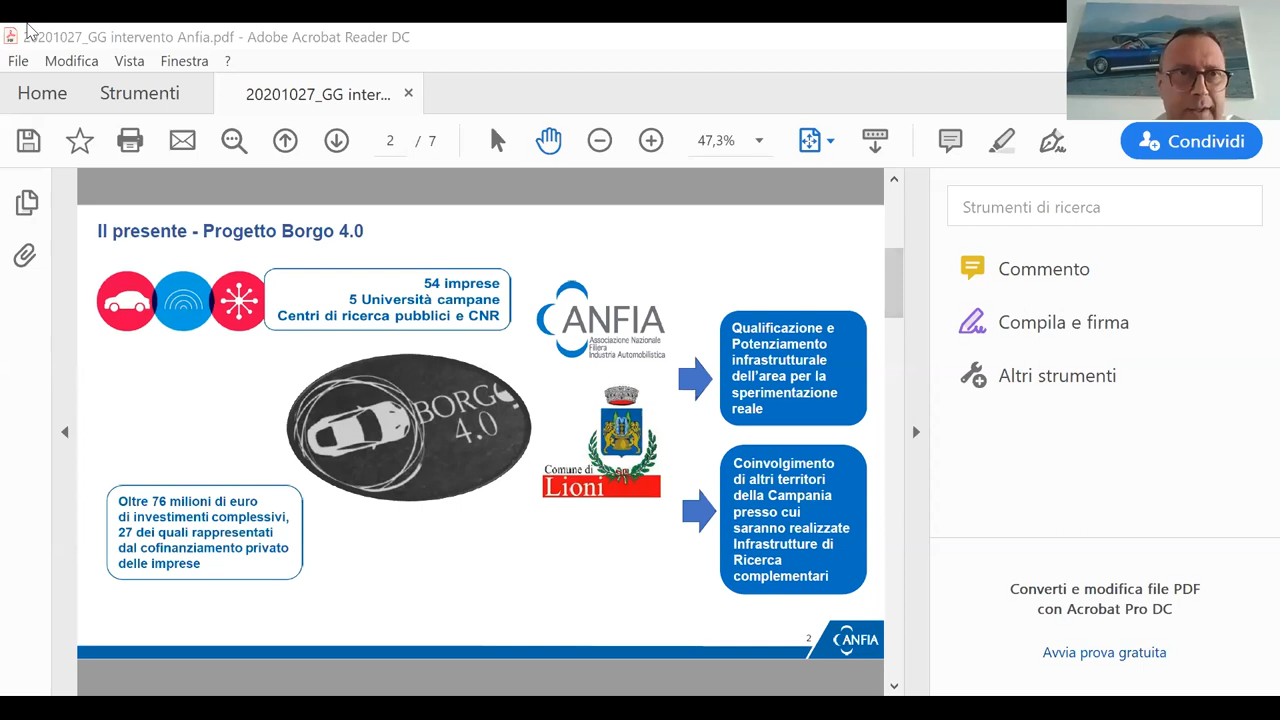 20201027_GG intervento Anfia.pdf - Adobe Acrobat Reader DC
File Modifica Vista Finestra ?
Home Strumenti 20201027_GG inter... ×
2 / 7 47,3% Condividi
Strumenti di ricerca
Commento
Compila e firma
Altri strumenti
Converti e modifica file PDF
con Acrobat Pro DC
Avvia prova gratuita
Il presente - Progetto Borgo 4.0
54 imprese
5 Università campane
Centri di ricerca pubblici e CNR
ANFIA
Associazione Nazionale
Filiera
Industria Automobilistica
Qualificazione e
Potenziamento
infrastrutturale
dell'area per la
sperimentazione
reale
BORGO
4.0
Comune di
Lioni
Coinvolgimento
di altri territori
della Campania
presso cui
saranno realizzate
Infrastrutture di
Ricerca
complementari
Oltre 76 milioni di euro
di investimenti complessivi,
27 dei quali rappresentati
dal cofinanziamento privato
delle imprese
2
ANFIA